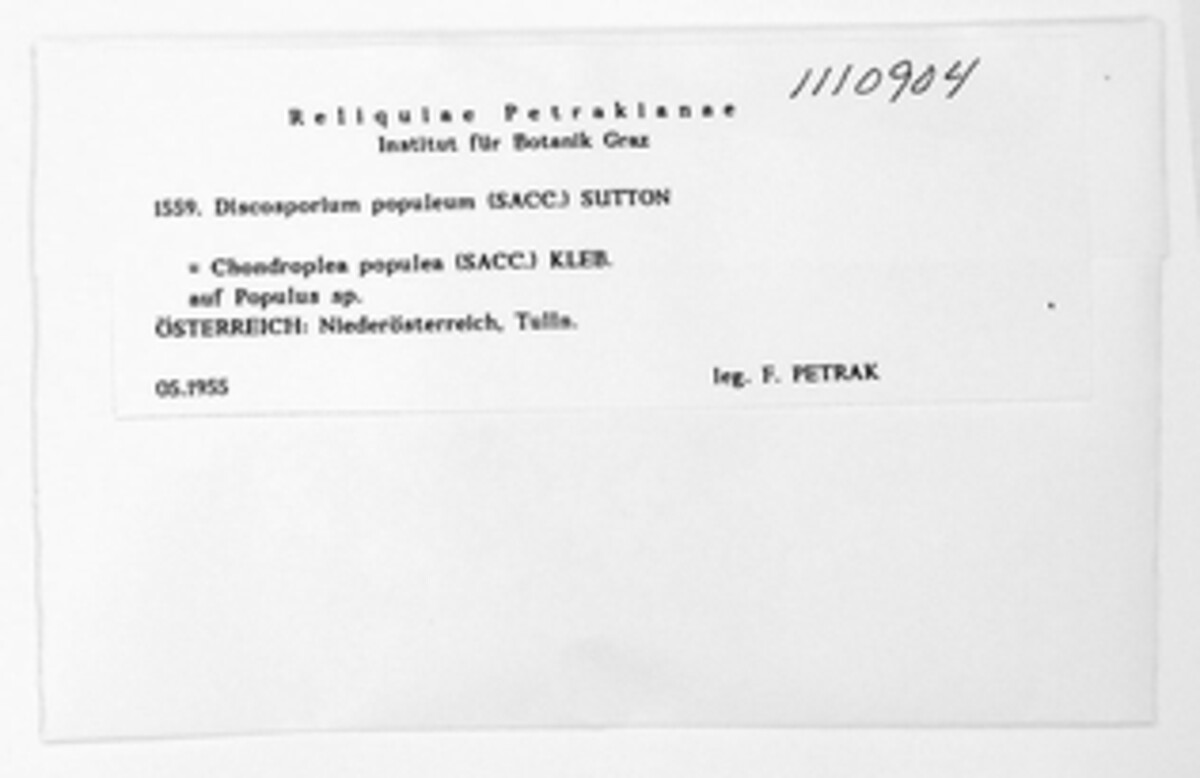 1110904
Reliquiae Petrakianae
Institut für Botanik Graz
1559. Discosporium populeum (SACC.) SUTTON
= Chondroplea populea (SACC.) KLEB.
auf Populus sp.
ÖSTERREICH: Niederösterreich, Tulln.
05.1955
leg. F. PETRAK